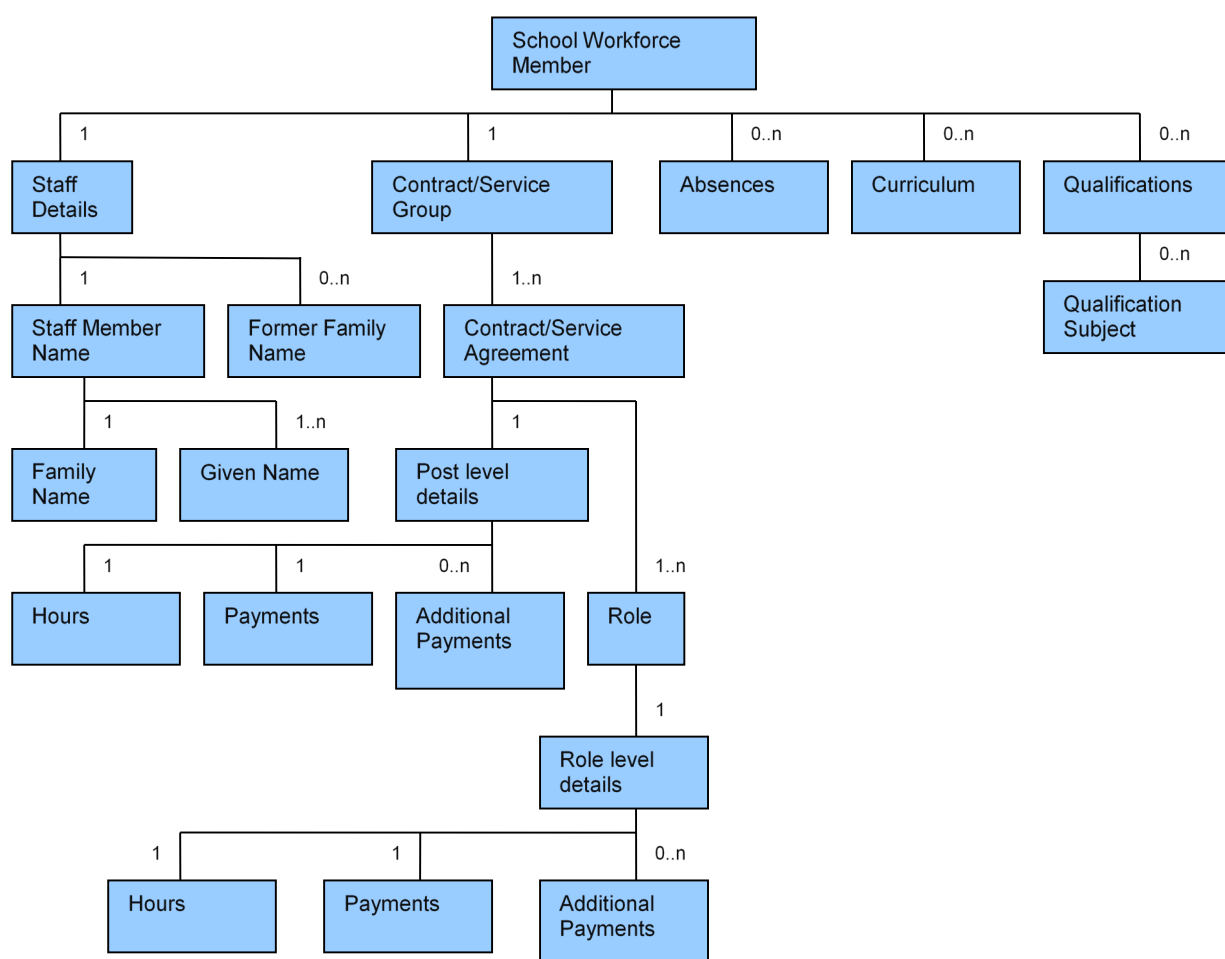 School Workforce
Member
1
1
0..n
0..n
0..n
Staff
Details
Contract/Service
Group
Absences
Curriculum
Qualifications
1
0..n
1..n
0..n
Staff Member
Name
Former Family
Name
Contract/Service
Agreement
Qualification
Subject
1
1..n
1
Family
Name
Given Name
Post level
details
1
1
0..n
1..n
Hours
Payments
Additional
Payments
Role
1
Role level
details
1
1
0..n
Hours
Payments
Additional
Payments